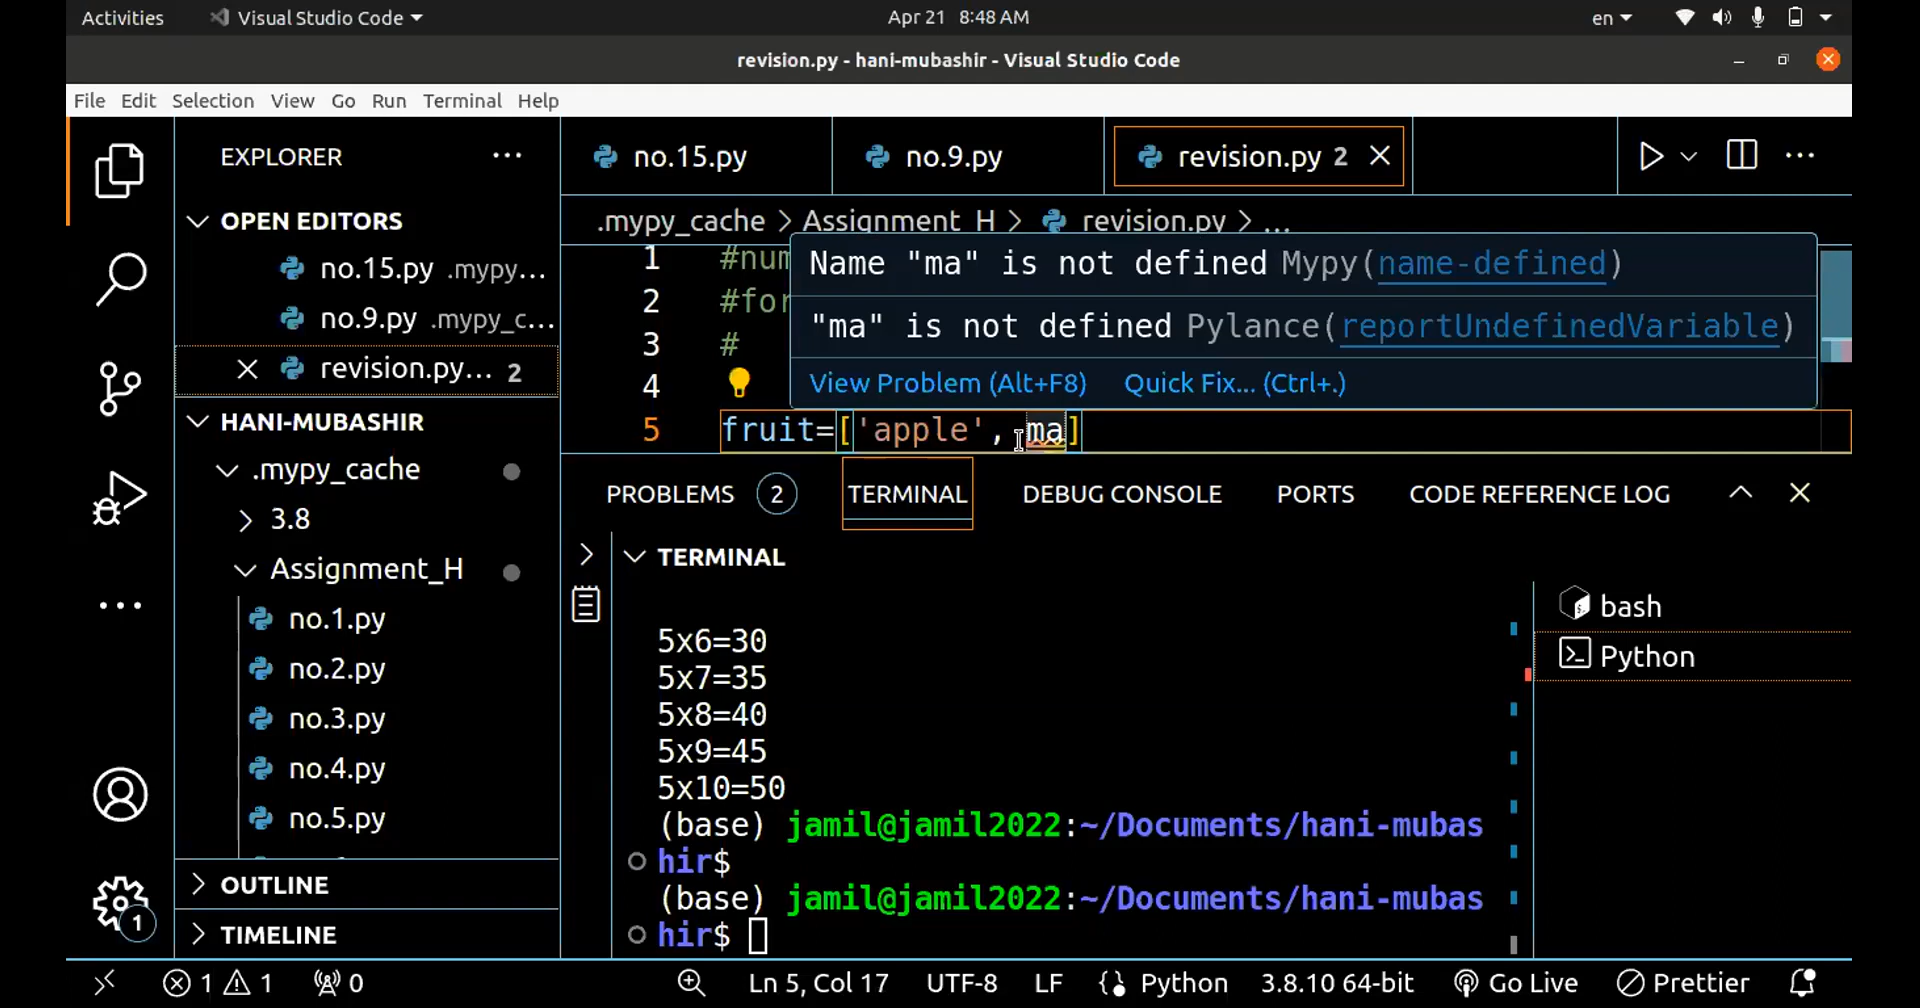 Activities
Visual Studio Code
Apr 21 8:48 AM
en
revision.py - hani-mubashir - Visual Studio Code
File Edit Selection View Go Run Terminal Help
EXPLORER
OPEN EDITORS
no.15.py .mypy...
no.9.py .mypy_c...
revision.py... 2
HANI-MUBASHIR
.mypy_cache
3.8
Assignment_H
no.1.py
no.2.py
no.3.py
no.4.py
no.5.py
OUTLINE
TIMELINE
1
no.15.py
no.9.py
revision.py 2
.mypy_cache > Assignment_H > revision.py > ...
Name "ma" is not defined Mypy(name-defined)
"ma" is not defined Pylance(reportUndefinedVariable)
View Problem (Alt+F8) Quick Fix... (Ctrl+.)
1 #num
2 #for
3 #
4
5 fruit=['apple', ma]
PROBLEMS 2 TERMINAL DEBUG CONSOLE PORTS CODE REFERENCE LOG
TERMINAL
5x6=30
5x7=35
5x8=40
5x9=45
5x10=50
(base) jamil@jamil2022:~/Documents/hani-mubas
hir$
(base) jamil@jamil2022:~/Documents/hani-mubas
hir$
bash
Python
1 1 0 Ln 5, Col 17 UTF-8 LF Python 3.8.10 64-bit Go Live Prettier